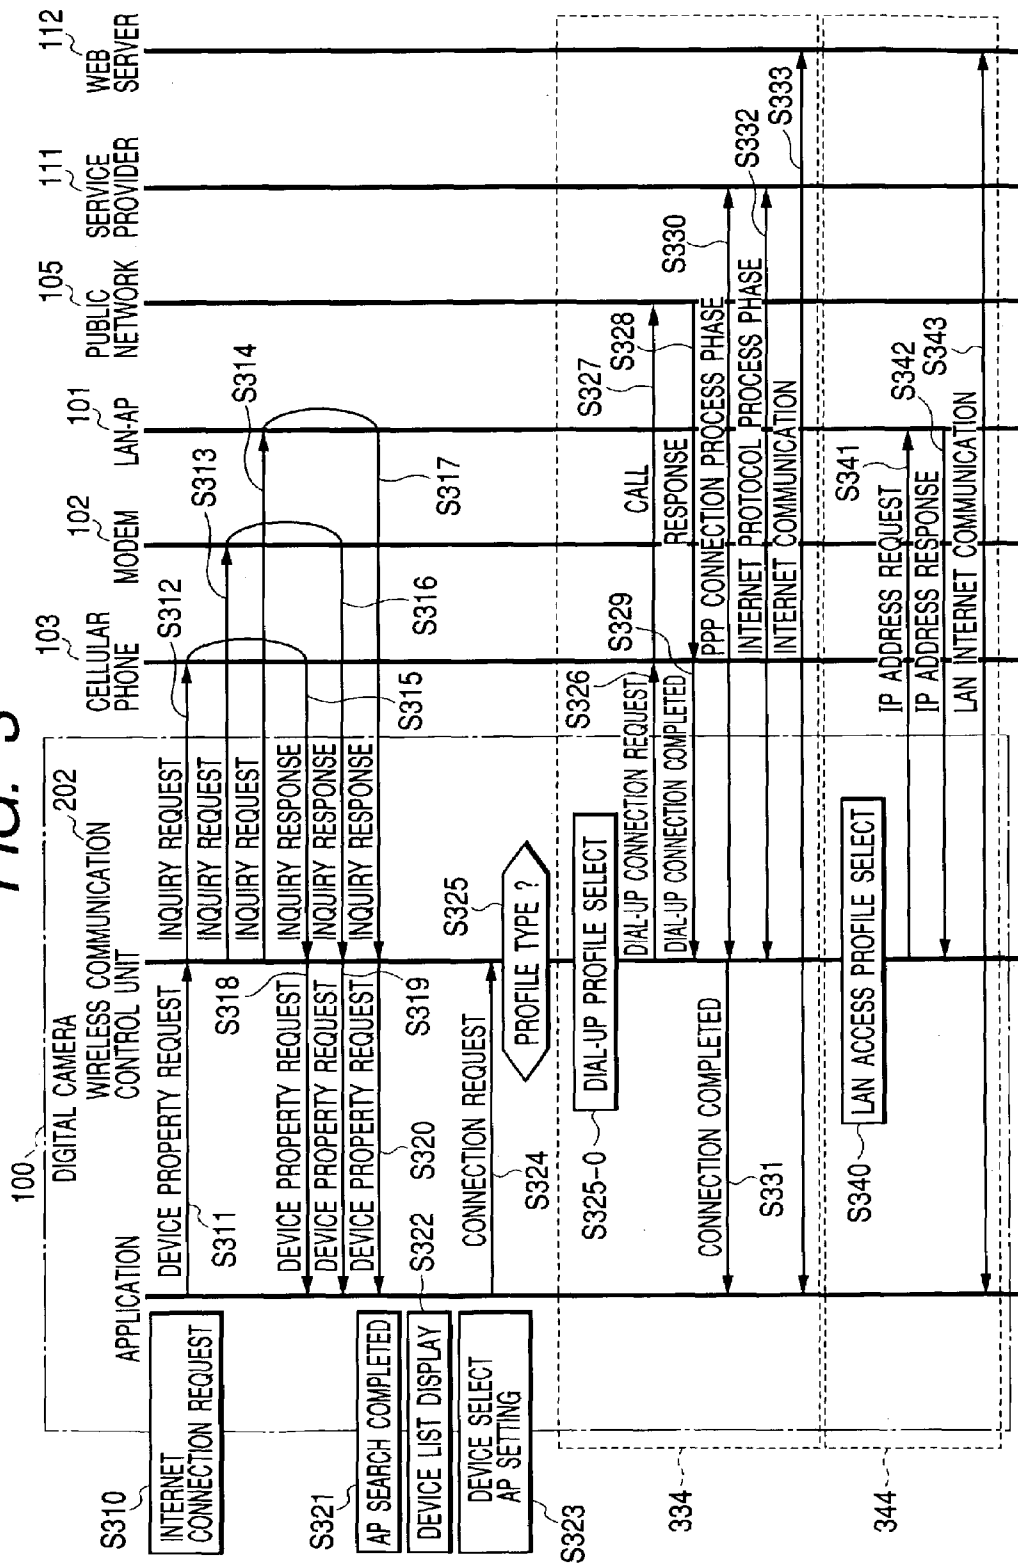 FIG. 3
100
DIGITAL CAMERA
APPLICATION
WIRELESS COMMUNICATION
CONTROL UNIT
202
CELLULAR
PHONE
103
MODEM
102
LAN-AP
101
PUBLIC
NETWORK
105
SERVICE
PROVIDER
111
WEB
SERVER
112
S310
INTERNET
CONNECTION REQUEST
DEVICE PROPERTY REQUEST
S311
INQUIRY REQUEST
S312
INQUIRY REQUEST
S313
INQUIRY REQUEST
S314
S318
DEVICE PROPERTY REQUEST
INQUIRY RESPONSE
S315
DEVICE PROPERTY REQUEST
S319
INQUIRY RESPONSE
S316
DEVICE PROPERTY REQUEST
S320
INQUIRY RESPONSE
S317
S321
AP SEARCH COMPLETED
DEVICE LIST DISPLAY
S322
DEVICE SELECT
AP SETTING
S323
CONNECTION REQUEST
S324
S325
PROFILE TYPE ?
S325-0
DIAL-UP PROFILE SELECT
DIAL-UP CONNECTION REQUEST
S326
CALL
S327
DIAL-UP CONNECTION COMPLETED
S329
RESPONSE
S328
CONNECTION COMPLETED
S331
PPP CONNECTION PROCESS PHASE
S330
INTERNET PROTOCOL PROCESS PHASE
S332
INTERNET COMMUNICATION
S333
334
S340
LAN ACCESS PROFILE SELECT
IP ADDRESS REQUEST
S341
IP ADDRESS RESPONSE
S342
LAN INTERNET COMMUNICATION
S343
344